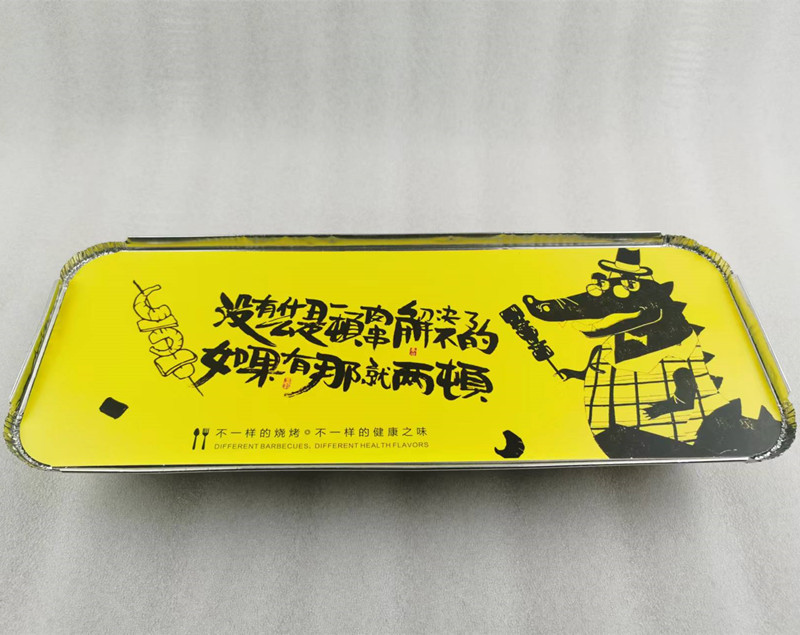 没有什么是一顿肉串解决不了的
如果有那就两顿
不一样的烧烤 不一样的健康之味
DIFFERENT BARBECUES, DIFFERENT HEALTH FLAVORS